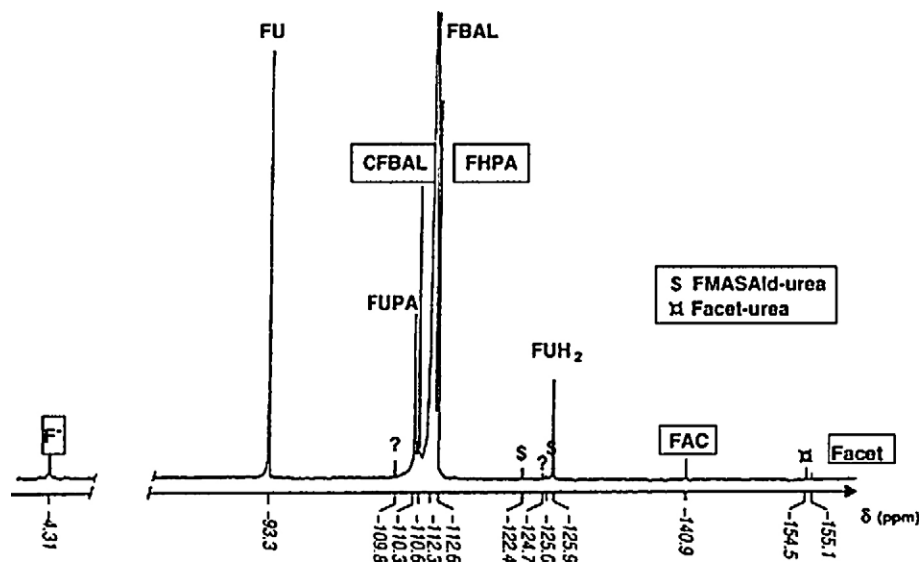 FU
FBAL
CFBAL
FHPA
$ FMASAld-urea
¤ Facet-urea
FUPA
FUH2
F-
?
$
?
$
FAC
¤
Facet
δ (ppm)
-4.31
-93.3
-109.8
-110.3
-110.6
-112.3
-112.6
-122.4
-124.7
-125.0
-125.9
-140.9
-154.5
-155.1